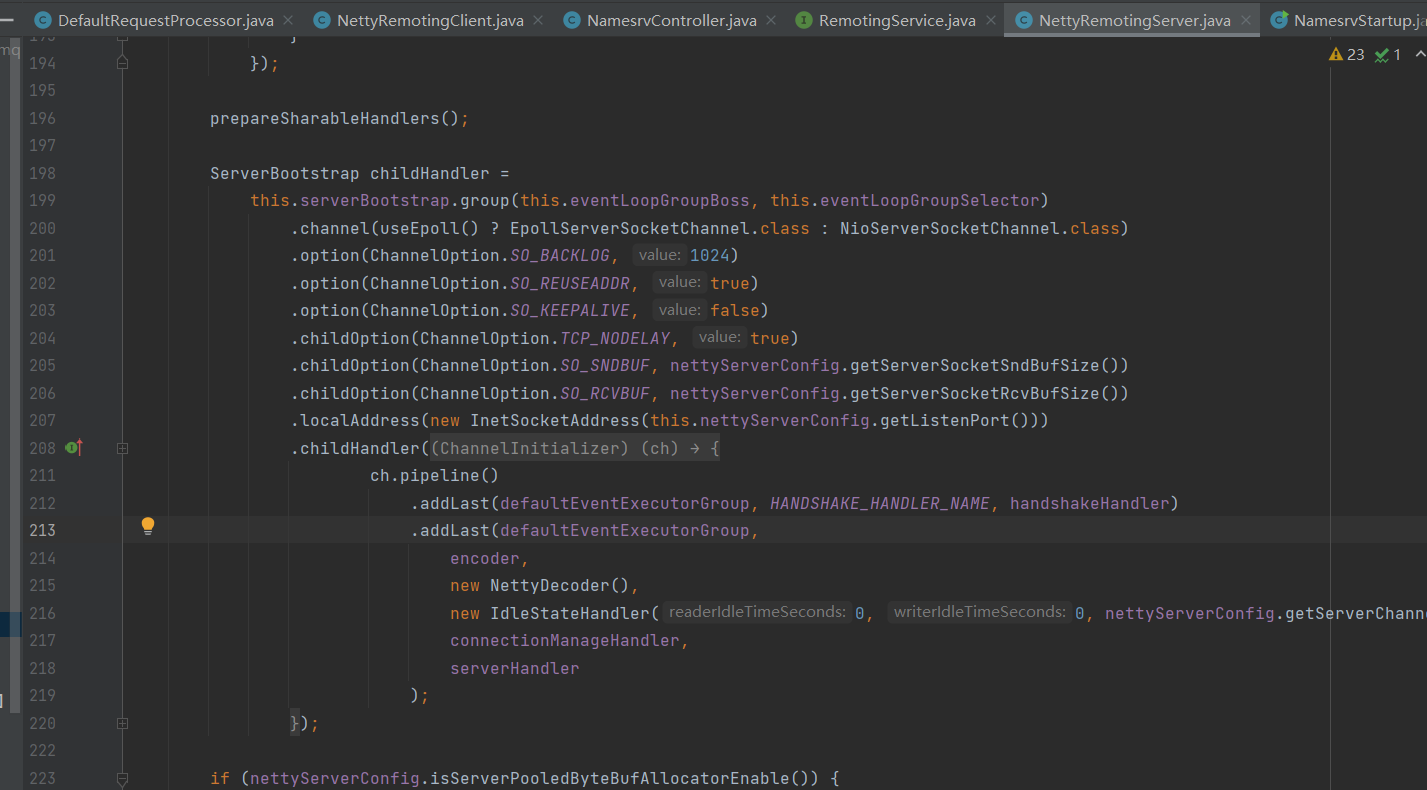 DefaultRequestProcessor.java NettyRemotingClient.java NamesrvController.java RemotingService.java NettyRemotingServer.java NamesrvStartup.ja
mq 193 }
194 });
23 1
195
196 prepareSharableHandlers();
197
198 ServerBootstrap childHandler =
199 this.serverBootstrap.group(this.eventLoopGroupBoss, this.eventLoopGroupSelector)
200 .channel(useEpoll() ? EpollServerSocketChannel.class : NioServerSocketChannel.class)
201 .option(ChannelOption.SO_BACKLOG, value: 1024)
202 .option(ChannelOption.SO_REUSEADDR, value: true)
203 .option(ChannelOption.SO_KEEPALIVE, value: false)
204 .childOption(ChannelOption.TCP_NODELAY, value: true)
205 .childOption(ChannelOption.SO_SNDBUF, nettyServerConfig.getServerSocketSndBufSize())
206 .childOption(ChannelOption.SO_RCVBUF, nettyServerConfig.getServerSocketRcvBufSize())
207 .localAddress(new InetSocketAddress(this.nettyServerConfig.getListenPort()))
208 .childHandler((ChannelInitializer) (ch) → {
211 ch.pipeline()
212 .addLast(defaultEventExecutorGroup, HANDSHAKE_HANDLER_NAME, handshakeHandler)
213 .addLast(defaultEventExecutorGroup,
214 encoder,
215 new NettyDecoder(),
216 new IdleStateHandler( readerIdleTimeSeconds: 0, writerIdleTimeSeconds: 0, nettyServerConfig.getServerChann
217 connectionManageHandler,
218 serverHandler
219 );
220 });
222
223 if (nettyServerConfig.isServerPooledByteBufAllocatorEnable()) {